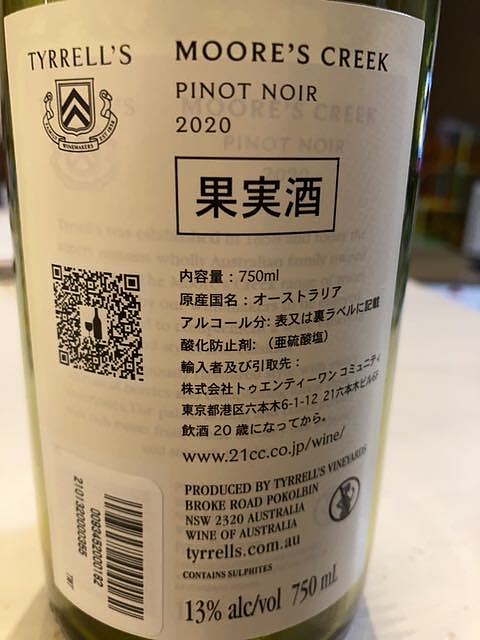 TYRRELL'S
MOORE'S CREEK
PINOT NOIR
2020
WINEMAKERS
果実酒
内容量：750ml
原産国名：オーストラリア
アルコール分: 表又は裏ラベルに記載
酸化防止剤: （亜硫酸塩）
輸入者及び引取先：
株式会社トゥエンティーワン コミュニティ
東京都港区六本木6-1-12 21六本木ビル6F
飲酒 20 歳になってから。
www.21cc.co.jp/wine/
PRODUCED BY TYRRELL'S VINEYARDS
BROKE ROAD POKOLBIN
NSW 2320 AUSTRALIA
WINE OF AUSTRALIA
tyrrells.com.au
CONTAINS SULPHITES
13% alc/vol 750 mL